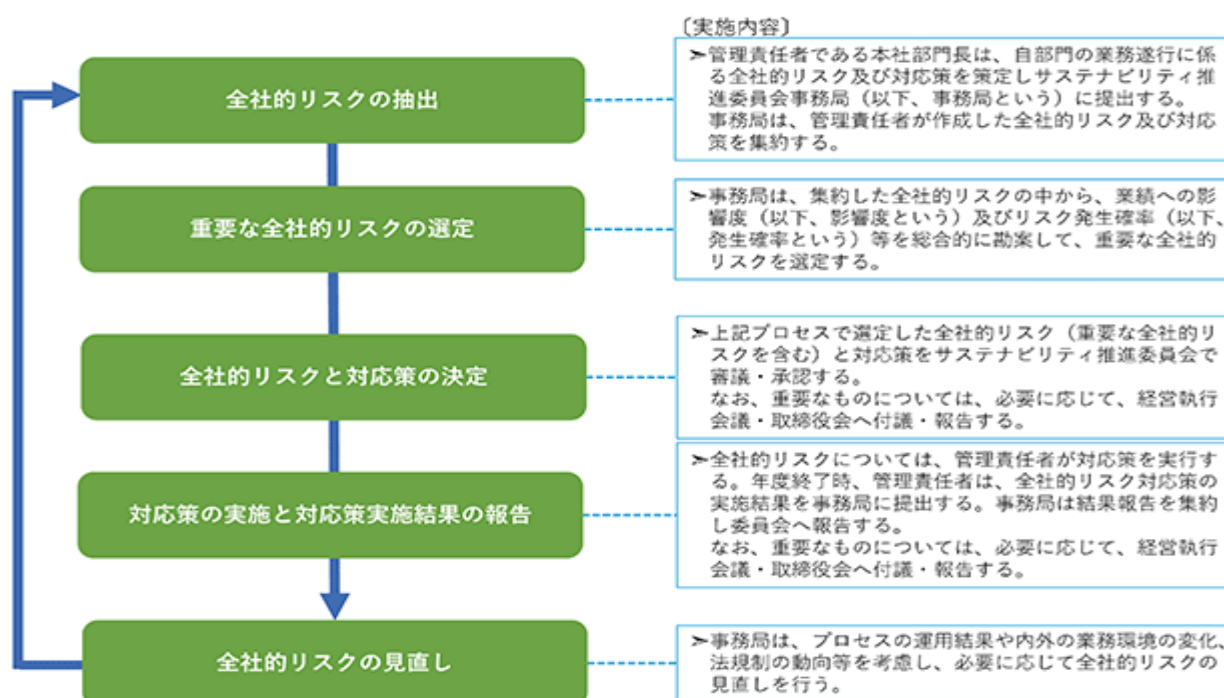 〔実施内容〕
全社的リスクの抽出
➢管理責任者である本社部門長は、自部門の業務遂行に係
る全社的リスク及び対応策を策定しサステナビリティ推
進委員会事務局（以下、事務局という）に提出する。
事務局は、管理責任者が作成した全社的リスク及び対応
策を集約する。
重要な全社的リスクの選定
➢事務局は、集約した全社的リスクの中から、業績への影
響度（以下、影響度という）及びリスク発生確率（以下、
発生確率という）等を総合的に勘案して、重要な全社的
リスクを選定する。
全社的リスクと対応策の決定
➢上記プロセスで選定した全社的リスク（重要な全社的リ
スクを含む）と対応策をサステナビリティ推進委員会で
審議・承認する。
なお、重要なものについては、必要に応じて、経営執行
会議・取締役会へ付議・報告する。
対応策の実施と対応策実施結果の報告
➢全社的リスクについては、管理責任者が対応策を実行す
る。年度終了時、管理責任者は、全社的リスク対応策の
実施結果を事務局に提出する。事務局は結果報告を集約
し委員会へ報告する。
なお、重要なものについては、必要に応じて、経営執行
会議・取締役会へ付議・報告する。
全社的リスクの見直し
➢事務局は、プロセスの運用結果や内外の業務環境の変化、
法規制の動向等を考慮し、必要に応じて全社的リスクの
見直しを行う。